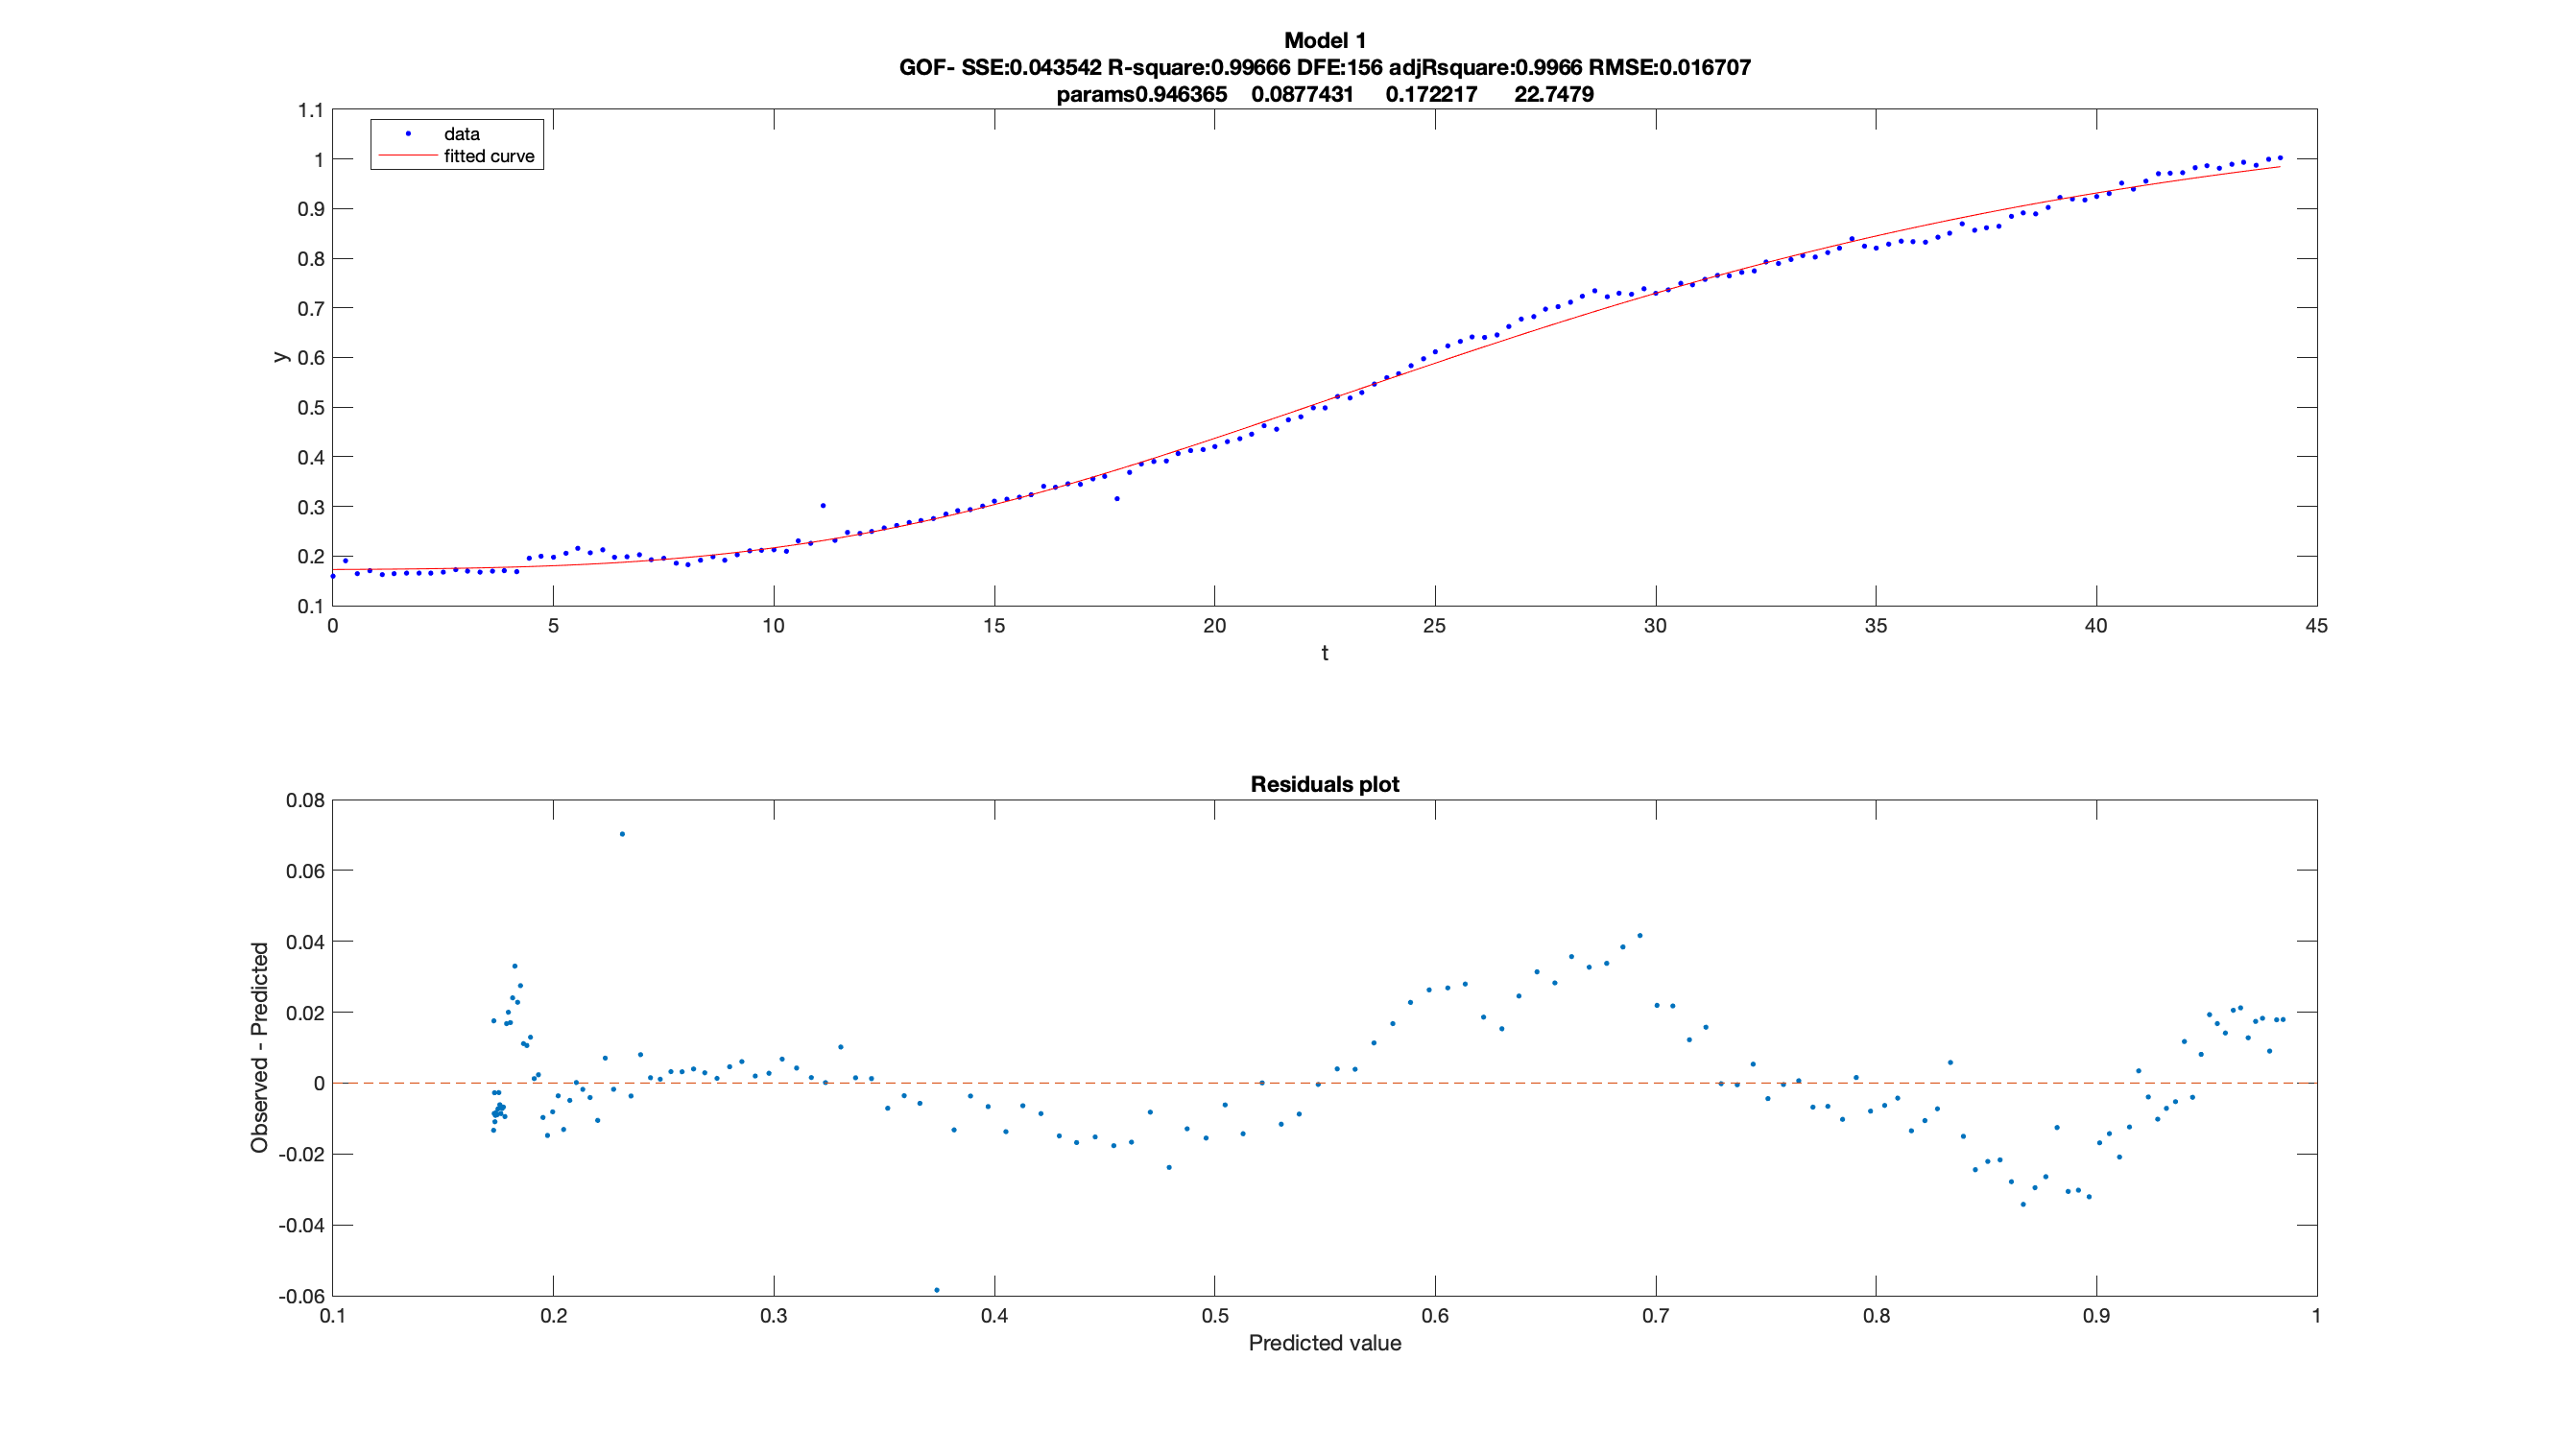 Model 1
GOF- SSE:0.043542 R-square:0.99666 DFE:156 adjRsquare:0.9966 RMSE:0.016707
params0.946365 0.0877431 0.172217 22.7479
data
fitted curve
1.1
1
0.9
0.8
0.7
0.6
0.5
0.4
0.3
0.2
0.1
y
0 5 10 15 20 25 30 35 40 45
t
Residuals plot
0.08
0.06
0.04
0.02
0
-0.02
-0.04
-0.06
Observed - Predicted
0.1 0.2 0.3 0.4 0.5 0.6 0.7 0.8 0.9 1
Predicted value